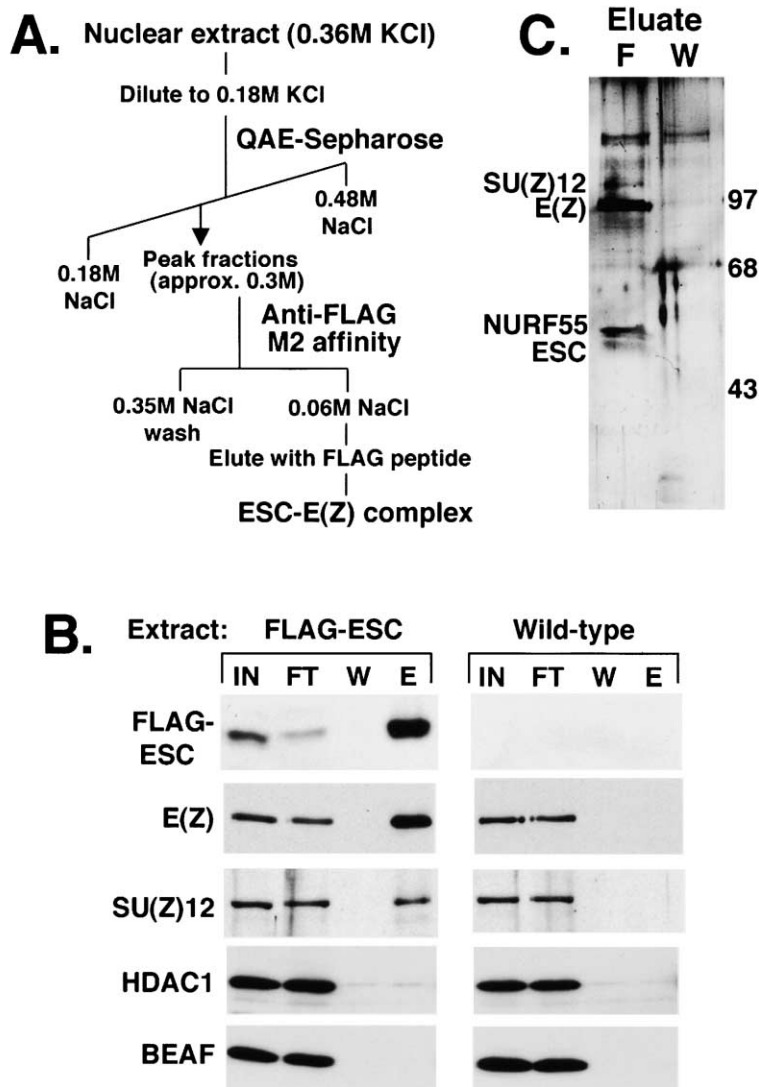 A.
Nuclear extract (0.36M KCl)
Dilute to 0.18M KCl
QAE-Sepharose
0.48M
NaCl
0.18M
NaCl
Peak fractions
(approx. 0.3M)
Anti-FLAG
M2 affinity
0.35M NaCl
wash
0.06M NaCl
Elute with FLAG peptide
ESC-E(Z) complex
C.
Eluate
F W
SU(Z)12
E(Z)
NURF55
ESC
97
68
43
B.
Extract: FLAG-ESC Wild-type
IN FT W E IN FT W E
FLAG-
ESC
E(Z)
SU(Z)12
HDAC1
BEAF